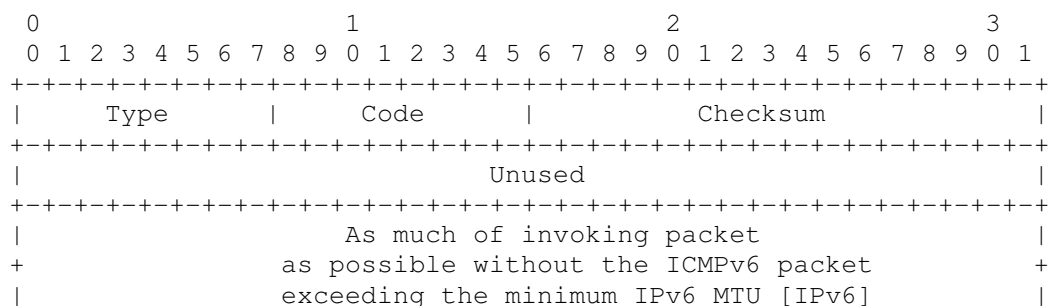 0                   1                   2                   3
 0 1 2 3 4 5 6 7 8 9 0 1 2 3 4 5 6 7 8 9 0 1 2 3 4 5 6 7 8 9 0 1
+-+-+-+-+-+-+-+-+-+-+-+-+-+-+-+-+-+-+-+-+-+-+-+-+-+-+-+-+-+-+-+-+
|     Type      |     Code      |          Checksum             |
+-+-+-+-+-+-+-+-+-+-+-+-+-+-+-+-+-+-+-+-+-+-+-+-+-+-+-+-+-+-+-+-+
|                            Unused                             |
+-+-+-+-+-+-+-+-+-+-+-+-+-+-+-+-+-+-+-+-+-+-+-+-+-+-+-+-+-+-+-+-+
|                    As much of invoking packet                 |
+                as possible without the ICMPv6 packet          +
|                exceeding the minimum IPv6 MTU [IPv6]          |